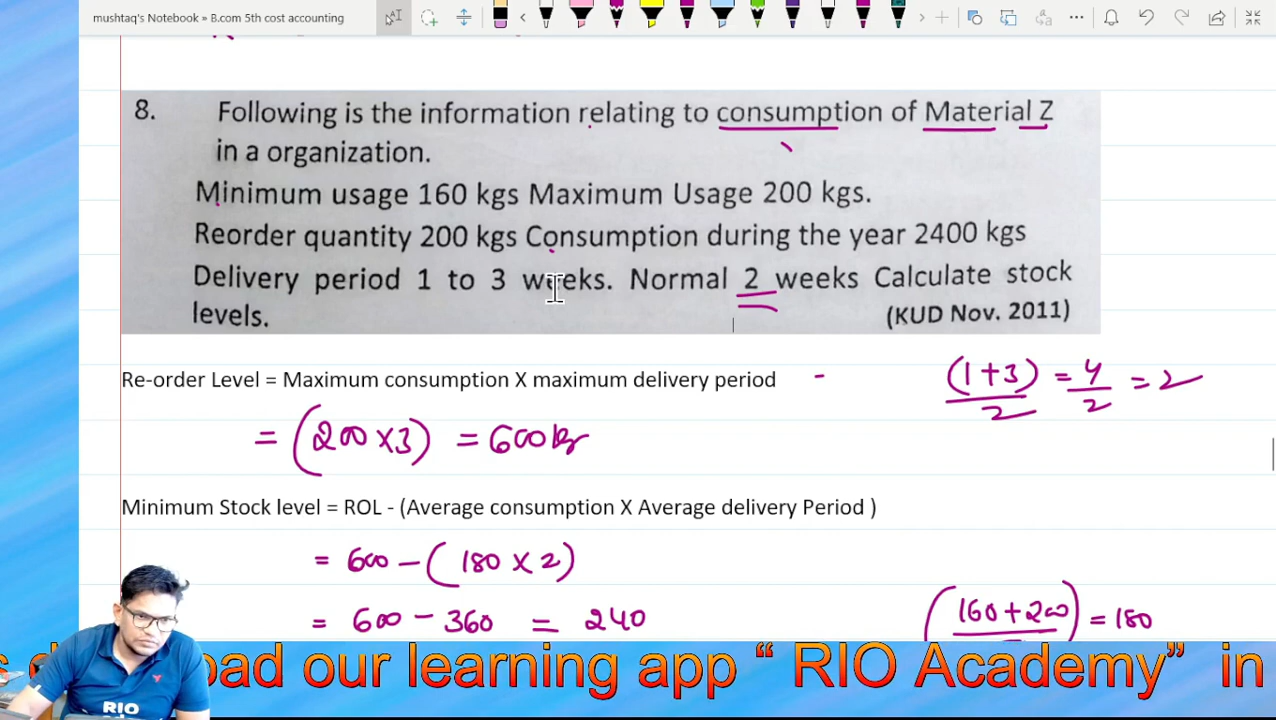 mushtaq's Notebook » B.com 5th cost accounting
8. Following is the information relating to consumption of Material Z
in a organization.
Minimum usage 160 kgs Maximum Usage 200 kgs.
Reorder quantity 200 kgs Consumption during the year 2400 kgs
Delivery period 1 to 3 weeks. Normal 2 weeks Calculate stock
levels. (KUD Nov. 2011)
Re-order Level = Maximum consumption X maximum delivery period -
(1+3)/2 = 4/2 = 2
= (200 X 3) = 600 kg
Minimum Stock level = ROL - (Average consumption X Average delivery Period )
= 600 - (180 X 2)
= 600 - 360 = 240
(160+200) = 180
load our learning app “ RIO Academy” in
RIO